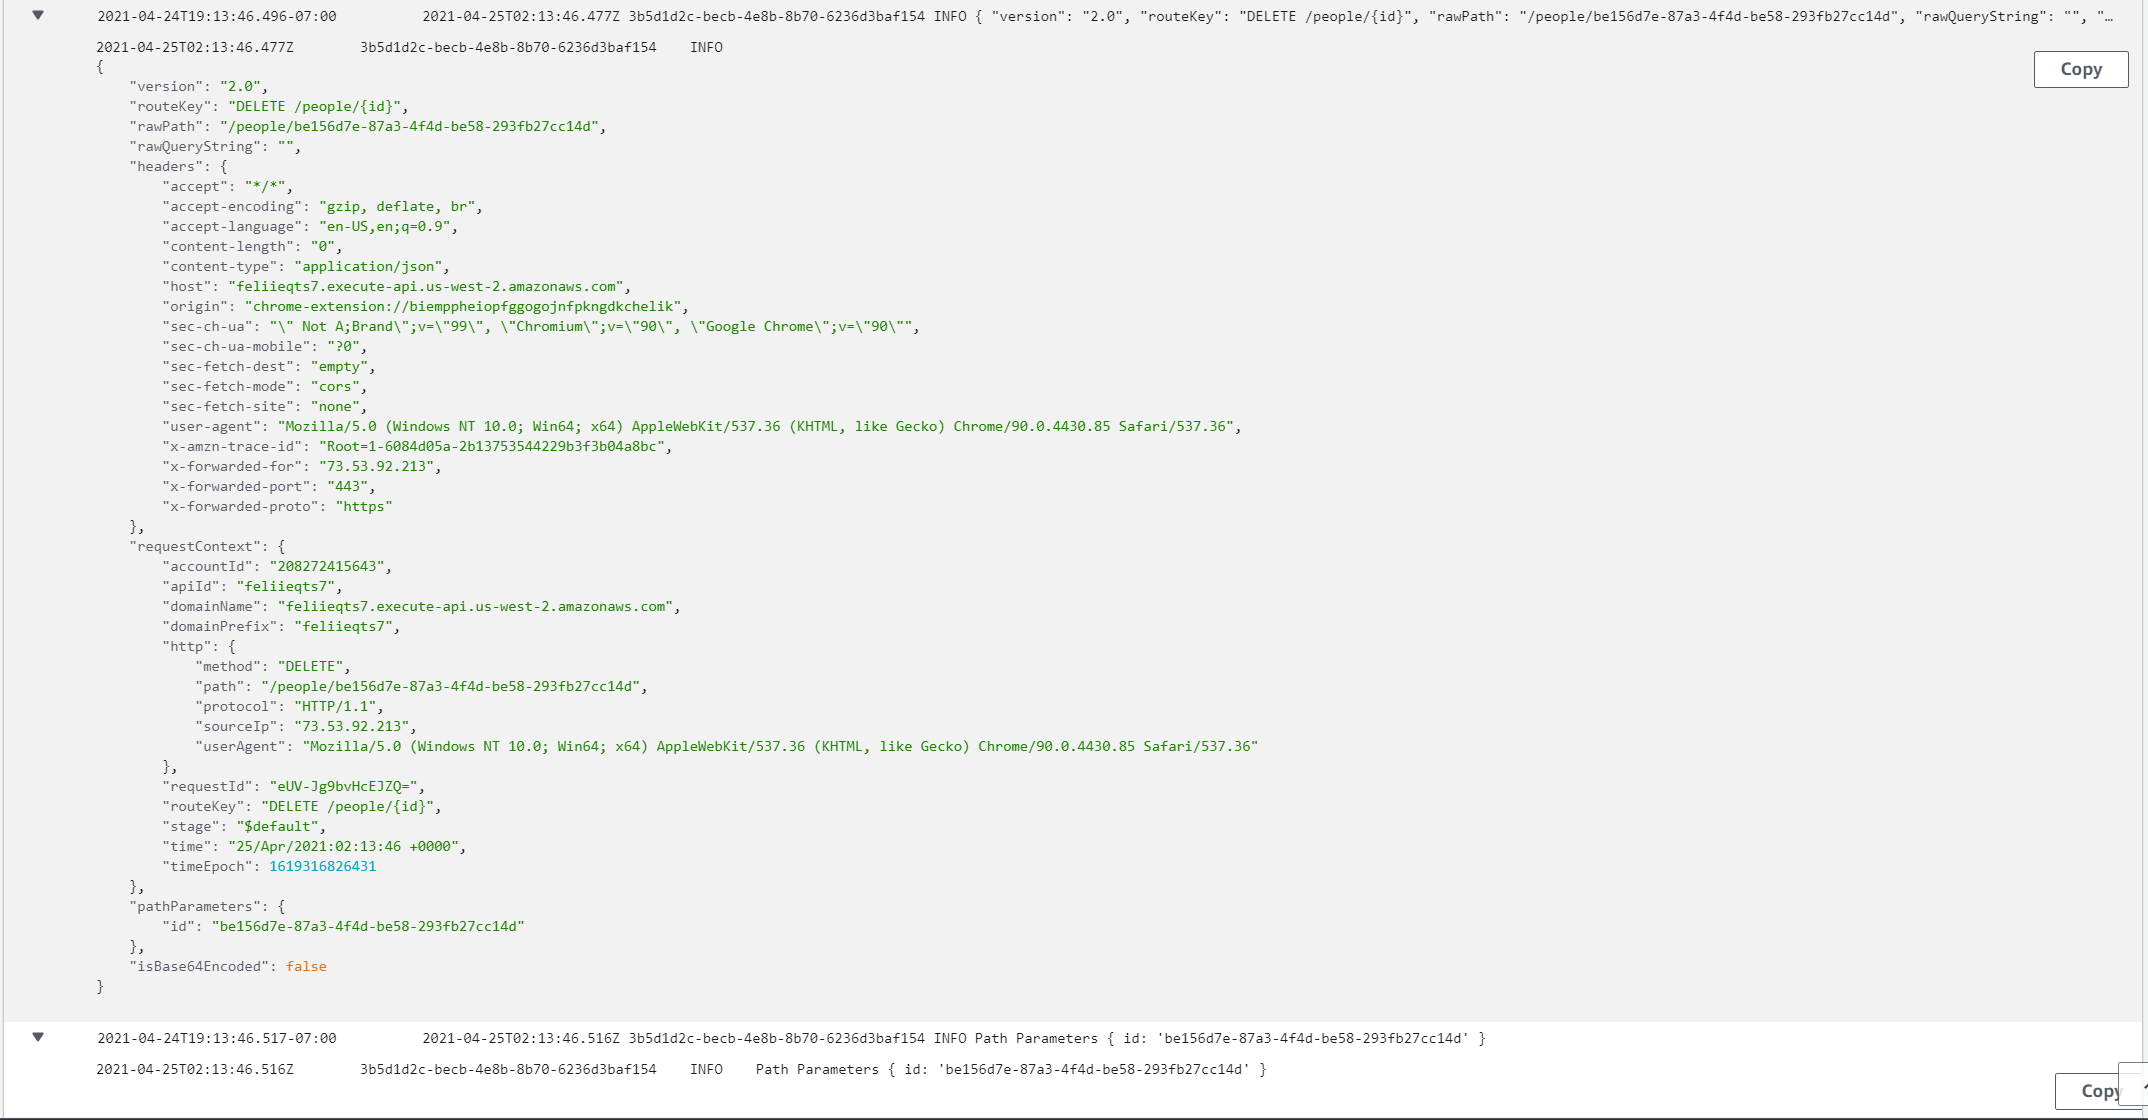 2021-04-24T19:13:46.496-07:00 2021-04-25T02:13:46.477Z 3b5d1d2c-becb-4e8b-8b70-6236d3baf154 INFO { "version": "2.0", "routeKey": "DELETE /people/{id}", "rawPath": "/people/be156d7e-87a3-4f4d-be58-293fb27cc14d", "rawQueryString": "", "…
2021-04-25T02:13:46.477Z 3b5d1d2c-becb-4e8b-8b70-6236d3baf154 INFO
{
Copy
"version": "2.0",
"routeKey": "DELETE /people/{id}",
"rawPath": "/people/be156d7e-87a3-4f4d-be58-293fb27cc14d",
"rawQueryString": "",
"headers": {
"accept": "*/*",
"accept-encoding": "gzip, deflate, br",
"accept-language": "en-US,en;q=0.9",
"content-length": "0",
"content-type": "application/json",
"host": "feliieqts7.execute-api.us-west-2.amazonaws.com",
"origin": "chrome-extension://biemppheiopfggogojnfpkngdkchelik",
"sec-ch-ua": "\" Not A;Brand\";v=\"99\", \"Chromium\";v=\"90\", \"Google Chrome\";v=\"90\"",
"sec-ch-ua-mobile": "?0",
"sec-fetch-dest": "empty",
"sec-fetch-mode": "cors",
"sec-fetch-site": "none",
"user-agent": "Mozilla/5.0 (Windows NT 10.0; Win64; x64) AppleWebKit/537.36 (KHTML, like Gecko) Chrome/90.0.4430.85 Safari/537.36",
"x-amzn-trace-id": "Root=1-6084d05a-2b13753544229b3f3b04a8bc",
"x-forwarded-for": "73.53.92.213",
"x-forwarded-port": "443",
"x-forwarded-proto": "https"
},
"requestContext": {
"accountId": "208272415643",
"apiId": "feliieqts7",
"domainName": "feliieqts7.execute-api.us-west-2.amazonaws.com",
"domainPrefix": "feliieqts7",
"http": {
"method": "DELETE",
"path": "/people/be156d7e-87a3-4f4d-be58-293fb27cc14d",
"protocol": "HTTP/1.1",
"sourceIp": "73.53.92.213",
"userAgent": "Mozilla/5.0 (Windows NT 10.0; Win64; x64) AppleWebKit/537.36 (KHTML, like Gecko) Chrome/90.0.4430.85 Safari/537.36"
},
"requestId": "eUV-Jg9bvHcEJZQ=",
"routeKey": "DELETE /people/{id}",
"stage": "$default",
"time": "25/Apr/2021:02:13:46 +0000",
"timeEpoch": 1619316826431
},
"pathParameters": {
"id": "be156d7e-87a3-4f4d-be58-293fb27cc14d"
},
"isBase64Encoded": false
}
2021-04-24T19:13:46.517-07:00 2021-04-25T02:13:46.516Z 3b5d1d2c-becb-4e8b-8b70-6236d3baf154 INFO Path Parameters { id: 'be156d7e-87a3-4f4d-be58-293fb27cc14d' }
2021-04-25T02:13:46.516Z 3b5d1d2c-becb-4e8b-8b70-6236d3baf154 INFO Path Parameters { id: 'be156d7e-87a3-4f4d-be58-293fb27cc14d' }
Copy